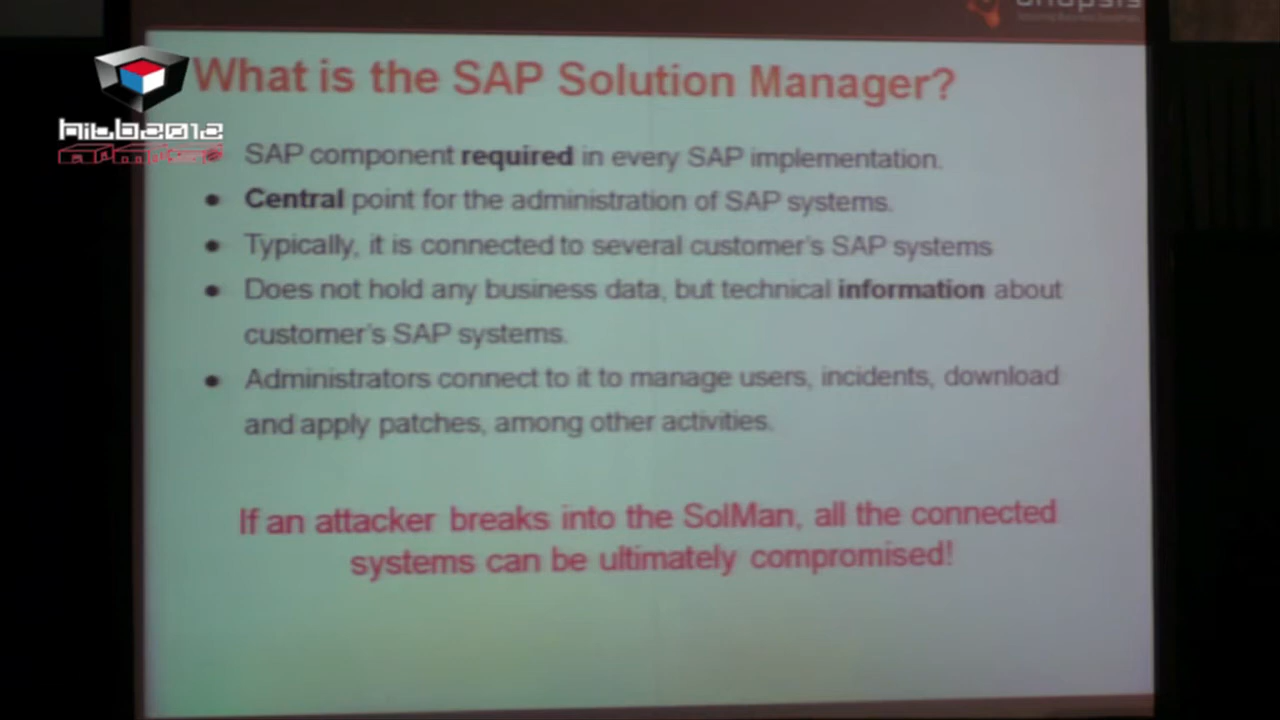 onapsis
What is the SAP Solution Manager?
HITB2012
SAP component required in every SAP implementation.
● Central point for the administration of SAP systems.
● Typically, it is connected to several customer's SAP systems
● Does not hold any business data, but technical information about
customer's SAP systems.
● Administrators connect to it to manage users, incidents, download
and apply patches, among other activities.
If an attacker breaks into the SolMan, all the connected
systems can be ultimately compromised!